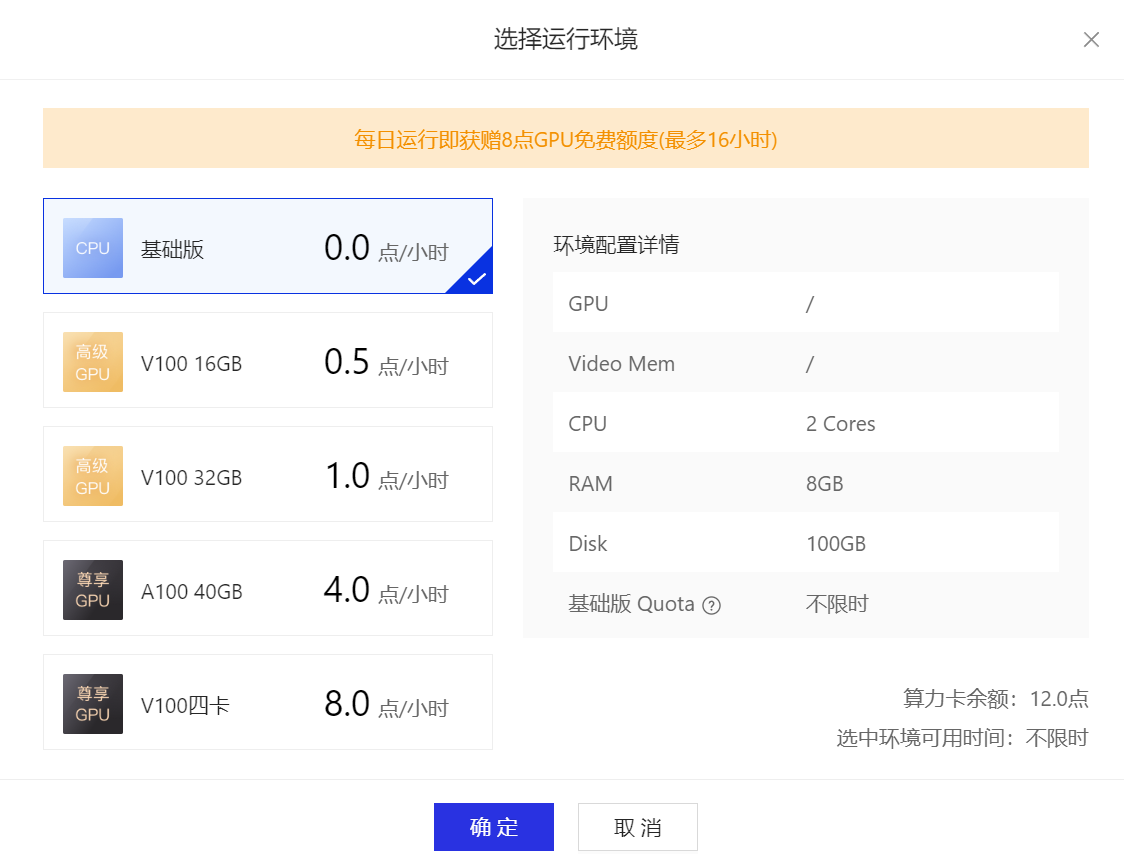 选择运行环境
每日运行即获赠8点GPU免费额度(最多16小时)
CPU
基础版
0.0 点/小时
高级
GPU
V100 16GB
0.5 点/小时
高级
GPU
V100 32GB
1.0 点/小时
尊享
GPU
A100 40GB
4.0 点/小时
尊享
GPU
V100四卡
8.0 点/小时
环境配置详情
GPU /
Video Mem /
CPU 2 Cores
RAM 8GB
Disk 100GB
基础版 Quota ? 不限时
算力卡余额：12.0点
选中环境可用时间：不限时
确 定
取 消